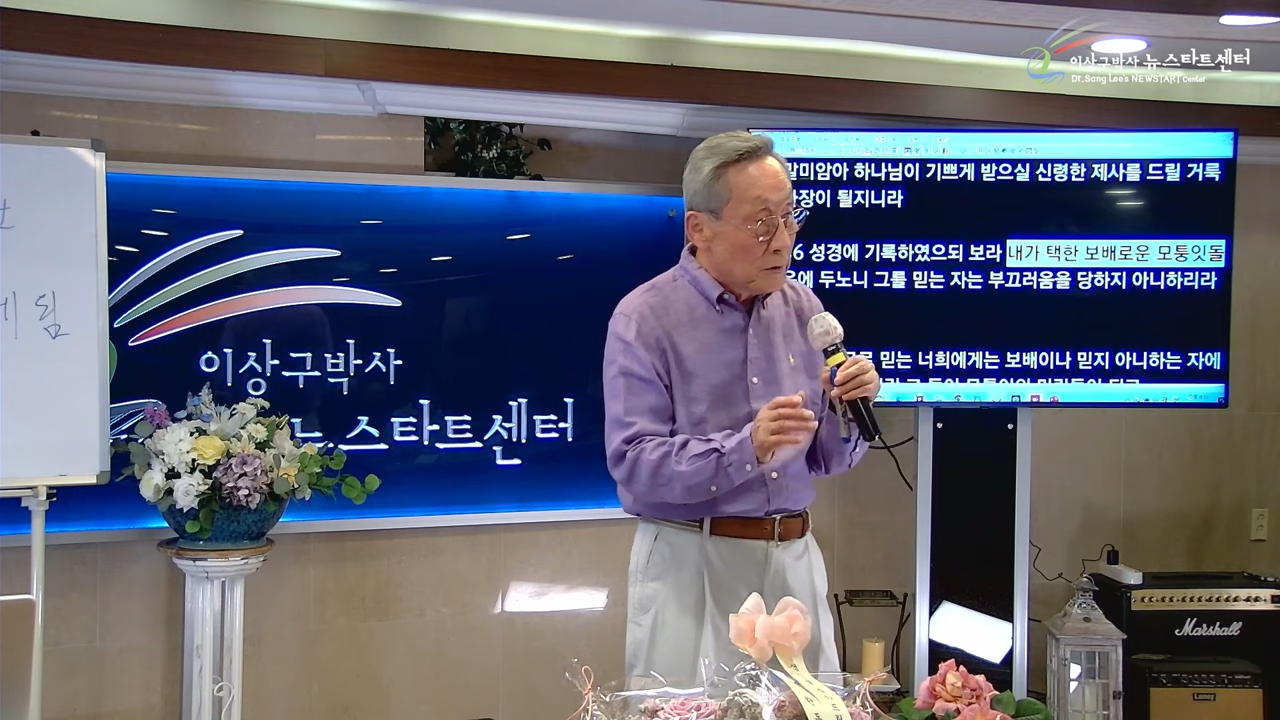 이상구박사 뉴스타트센터
Dr.Sang Lee's NEWSTART Center
말미암아 하나님이 기쁘게 받으실 신령한 제사를 드릴 거룩
사장이 될지니라
6 성경에 기록하였으되 보라 내가 택한 보배로운 모퉁잇돌
에 두노니 그를 믿는 자는 부끄러움을 당하지 아니하리라
믿는 너희에게는 보배이나 믿지 아니하는 자에
게 됨
이상구박사
뉴스타트센터
Marshall
Laney